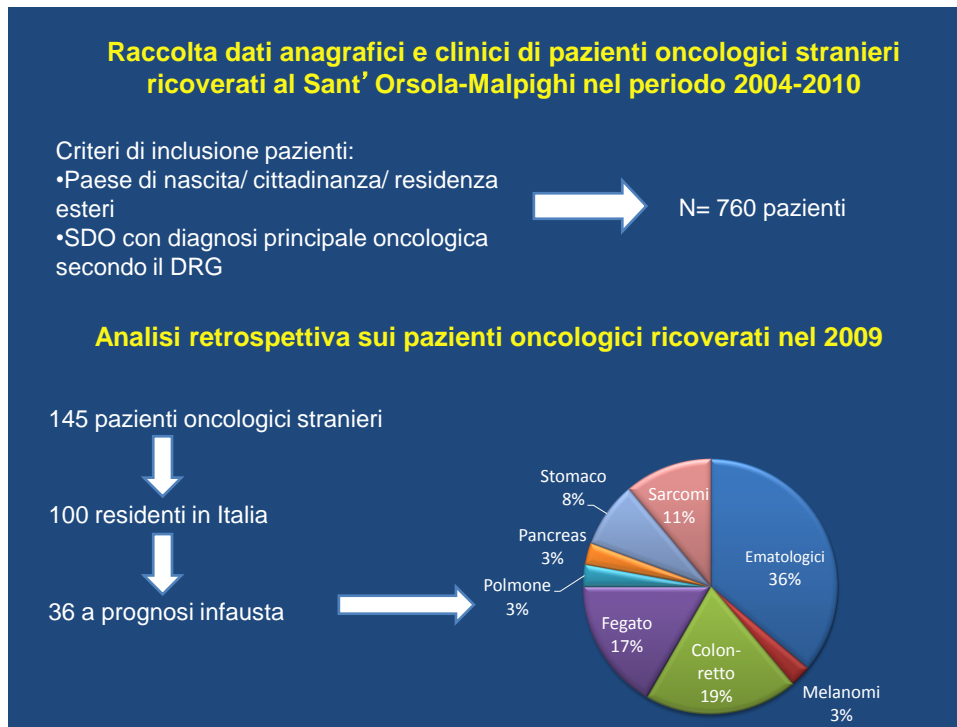 Raccolta dati anagrafici e clinici di pazienti oncologici stranieri
ricoverati al Sant’ Orsola-Malpighi nel periodo 2004-2010
Criteri di inclusione pazienti:
•Paese di nascita/ cittadinanza/ residenza
esteri
•SDO con diagnosi principale oncologica
secondo il DRG
N= 760 pazienti
Analisi retrospettiva sui pazienti oncologici ricoverati nel 2009
145 pazienti oncologici stranieri
100 residenti in Italia
36 a prognosi infausta
Stomaco
8%
Sarcomi
11%
Pancreas
3%
Polmone
3%
Ematologici
36%
Fegato
17%
Colon-
retto
19%
Melanomi
3%